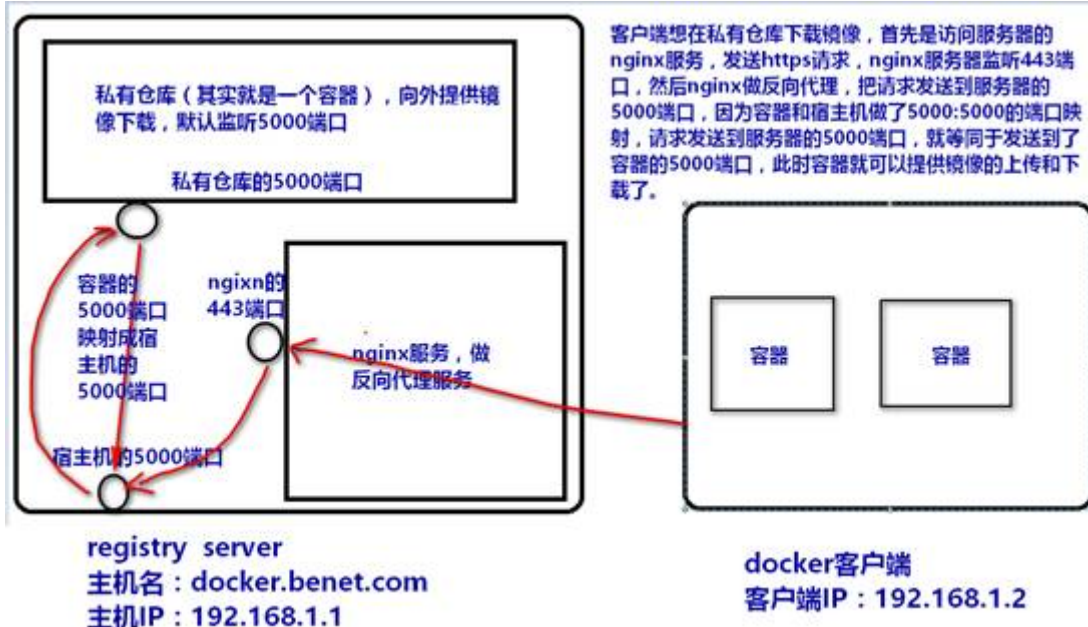 客户端想在私有仓库下载镜像，首先是访问服务器的
nginx服务，发送https请求，nginx服务器监听443端
口，然后nginx做反向代理，把请求发送到服务器的
5000端口，因为容器和宿主机做了5000:5000的端口映
射，请求发送到服务器的5000端口，就等同于发送到了
容器的5000端口，此时容器就可以提供镜像的上传和下
载了。
私有仓库（其实就是一个容器），向外提供镜
像下载，默认监听5000端口
私有仓库的5000端口
容器的
5000端口
映射成宿
主机的
5000端口
ngixn的
443端口
nginx服务，做
反向代理服务
宿主机的5000端口
容器
容器
registry server
主机名：docker.benet.com
主机IP：192.168.1.1
docker客户端
客户端IP：192.168.1.2